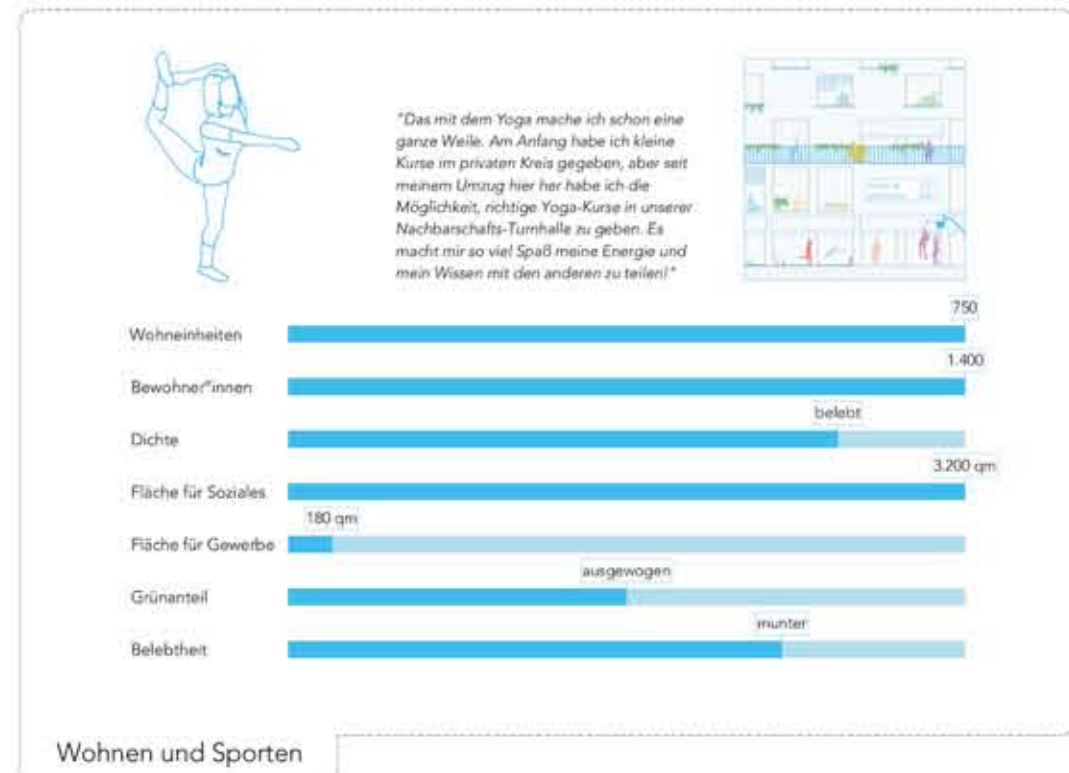 "Das mit dem Yoga mache ich schon eine
ganze Weile. Am Anfang habe ich kleine
Kurse im privaten Kreis gegeben, aber seit
meinem Umzug hier her habe ich die
Möglichkeit, richtige Yoga-Kurse in unserer
Nachbarschafts-Turnhalle zu geben. Es
macht mir so viel Spaß meine Energie und
mein Wissen mit den anderen zu teilen!"
750
Wohneinheiten
1.400
Bewohner*innen
belebt
Dichte
3.200 qm
Fläche für Soziales
180 qm
Fläche für Gewerbe
ausgewogen
Grünanteil
munter
Belebtheit
Wohnen und Sporten